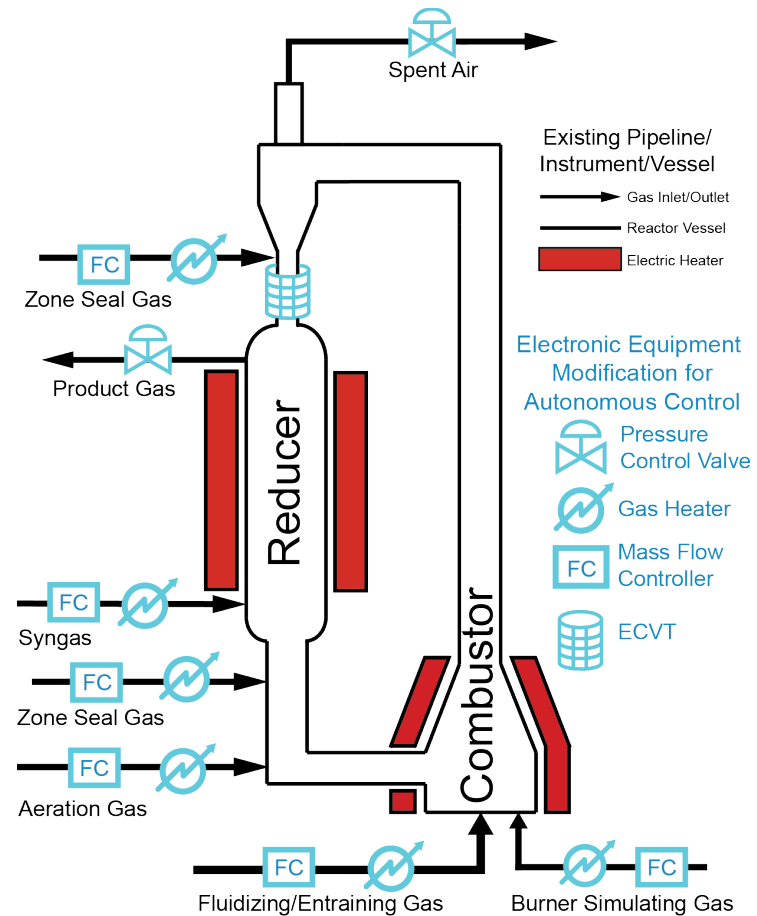 Spent Air
Existing Pipeline/
Instrument/Vessel
Gas Inlet/Outlet
Reactor Vessel
Electric Heater
FC
Zone Seal Gas
Product Gas
Reducer
Electronic Equipment
Modification for
Autonomous Control
Pressure
Control Valve
Gas Heater
FC
Mass Flow
Controller
ECVT
FC
Syngas
FC
Zone Seal Gas
Combustor
FC
Aeration Gas
FC
Fluidizing/Entraining Gas
FC
Burner Simulating Gas